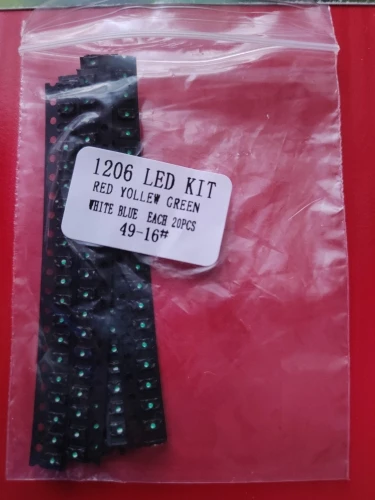 1206 LED KIT
RED YOLLEW GREEN
WHITE BLUE EACH 20PCS
49-16#